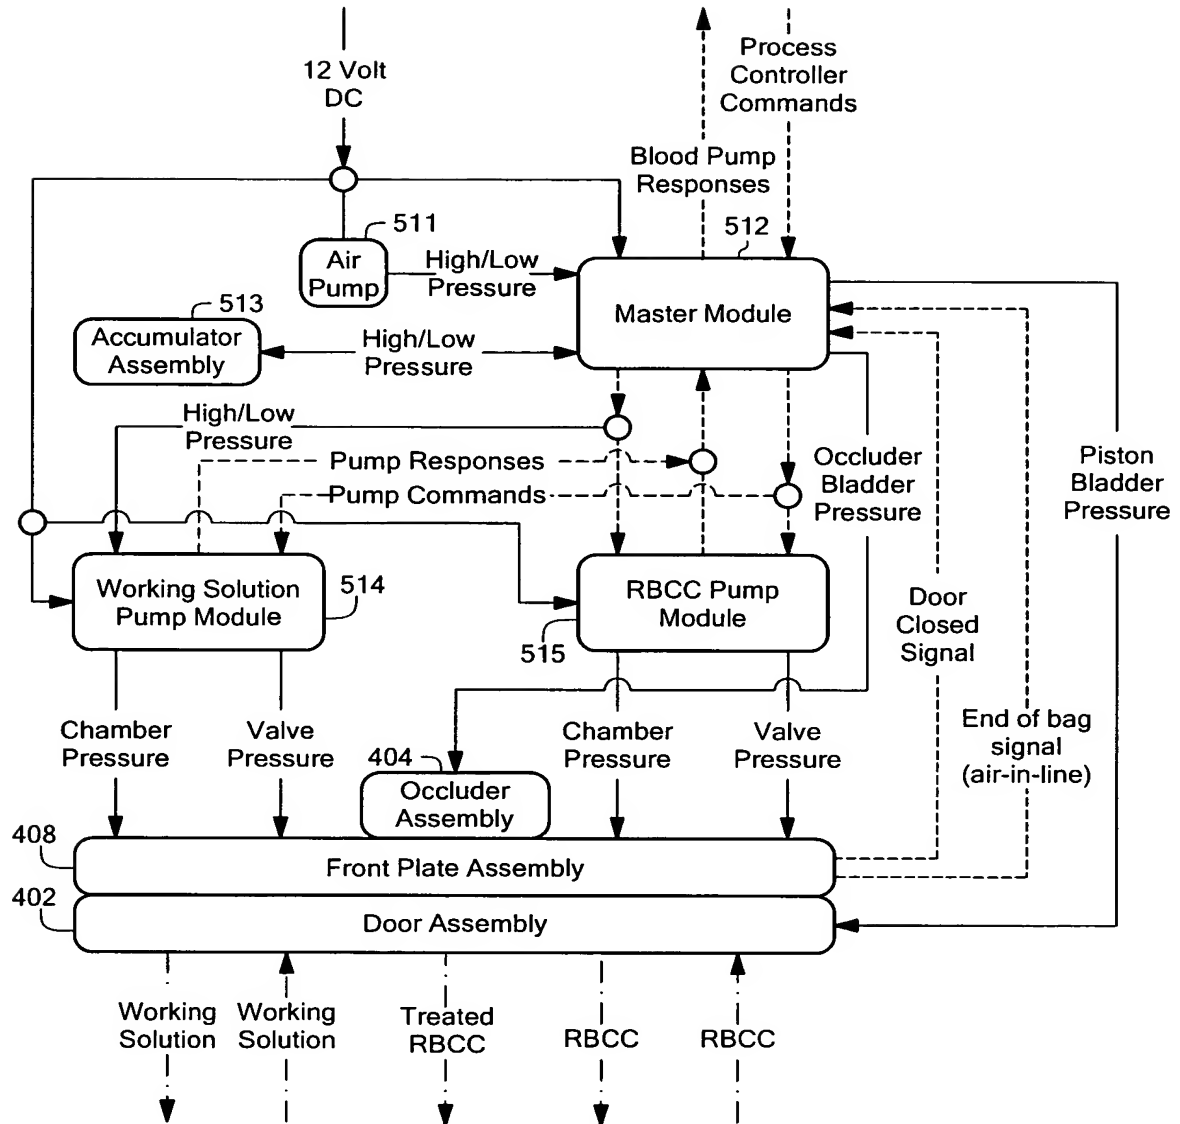 12 Volt
DC
Process
Controller
Commands
Blood Pump
Responses
511
512
Air
Pump
High/Low
Pressure
Master Module
513
Accumulator
Assembly
High/Low
Pressure
High/Low
Pressure
Pump Responses
Pump Commands
Occluder
Bladder
Pressure
Piston
Bladder
Pressure
Working Solution
Pump Module
514
RBCC Pump
Module
515
Door
Closed
Signal
Chamber
Pressure
Valve
Pressure
Chamber
Pressure
Valve
Pressure
End of bag
signal
(air-in-line)
404
Occluder
Assembly
408
Front Plate Assembly
402
Door Assembly
Working
Solution
Working
Solution
Treated
RBCC
RBCC
RBCC